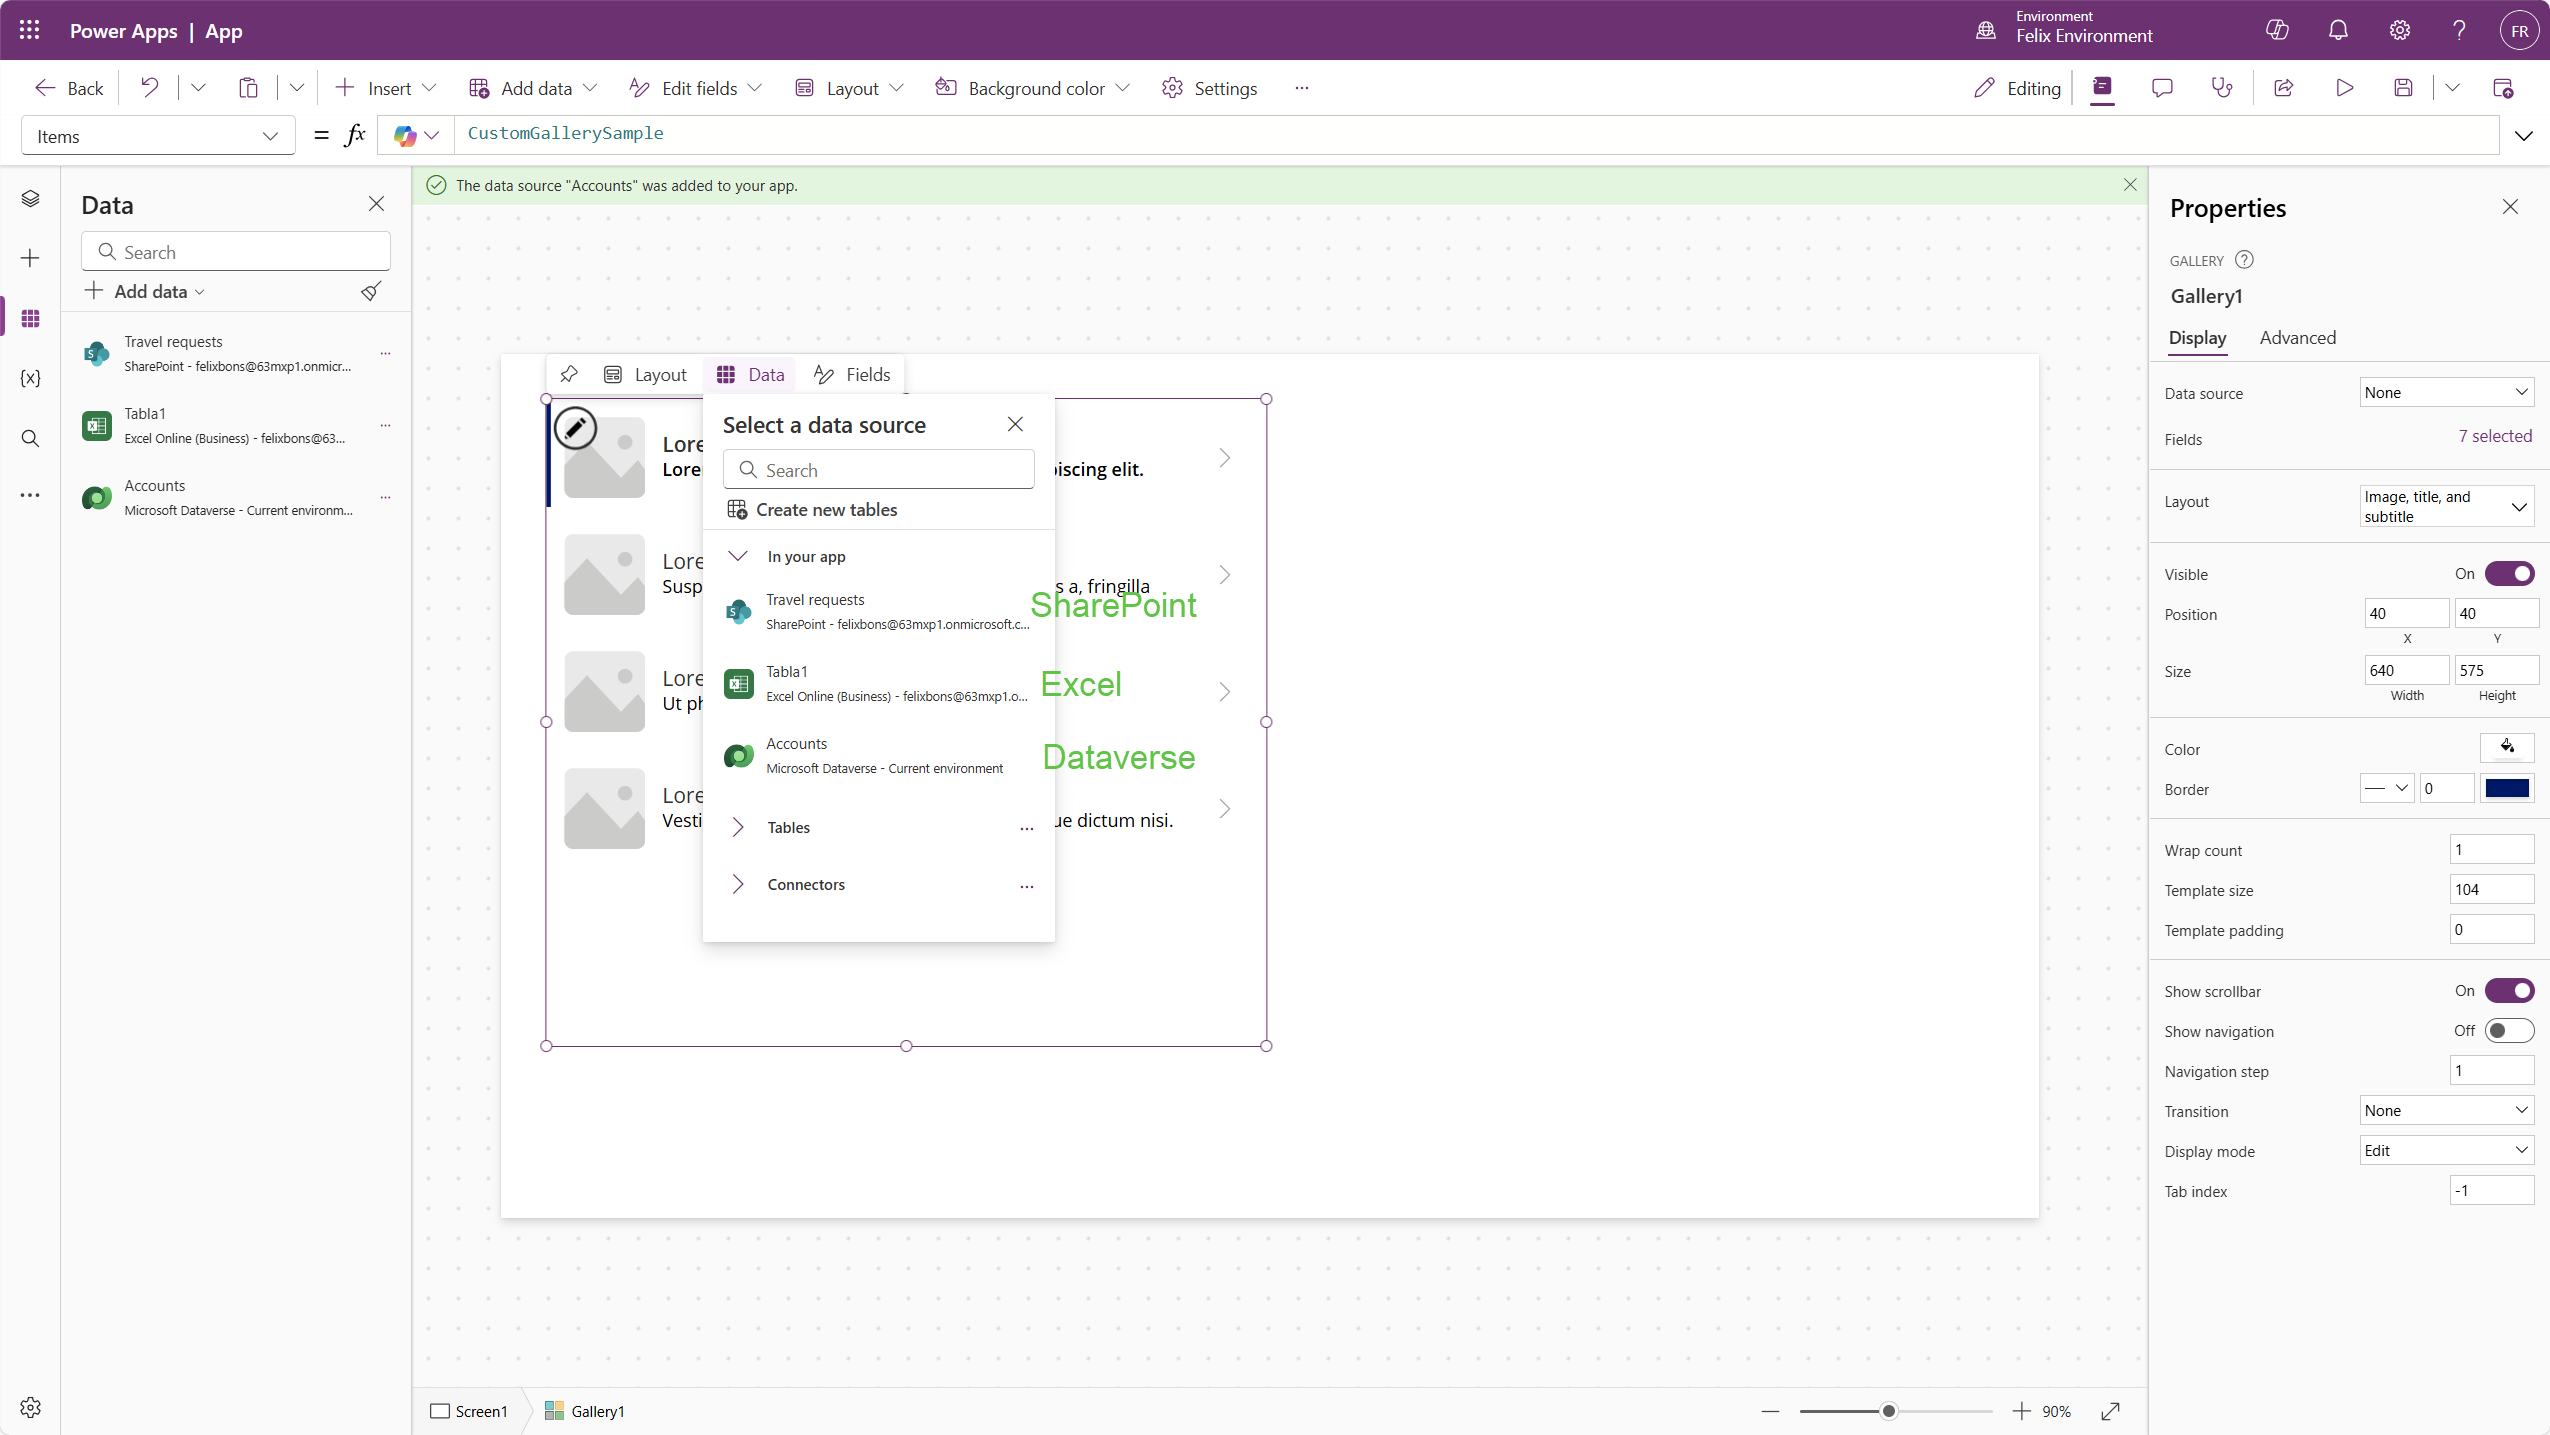 Power Apps | App
Environment
Felix Environment
FR
Back
Insert
Add data
Edit fields
Layout
Background color
Settings
...
Editing
Items
= fx
CustomGallerySample
Data
Search
Add data
Travel requests
SharePoint - felixbons@63mxp1.onmicr...
Tabla1
Excel Online (Business) - felixbons@63...
Accounts
Microsoft Dataverse - Current environm...
The data source "Accounts" was added to your app.
Layout
Data
Fields
Select a data source
Search
Create new tables
In your app
Travel requests
SharePoint - felixbons@63mxp1.onmicrosoft.c...
Tabla1
Excel Online (Business) - felixbons@63mxp1.o...
Accounts
Microsoft Dataverse - Current environment
Tables
...
Connectors
...
SharePoint
Excel
Dataverse
Lore
Lore
iscing elit.
Lore
Susp
s a, fringilla
Lore
Ut ph
Lore
Vesti
ue dictum nisi.
Screen1
Gallery1
90%
Properties
GALLERY
Gallery1
Display
Advanced
Data source
None
Fields
7 selected
Layout
Image, title, and
subtitle
Visible
On
Position
40
40
X
Y
Size
640
575
Width
Height
Color
Border
0
Wrap count
1
Template size
104
Template padding
0
Show scrollbar
On
Show navigation
Off
Navigation step
1
Transition
None
Display mode
Edit
Tab index
-1